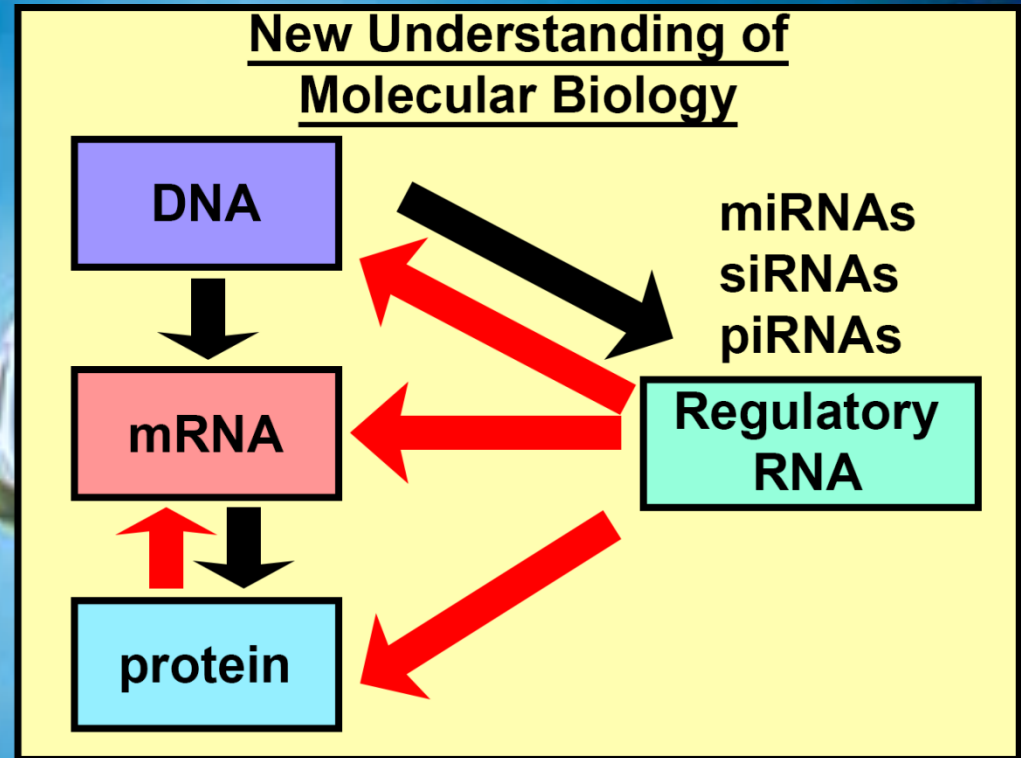 New Understanding of
Molecular Biology
DNA
miRNAs
siRNAs
piRNAs
mRNA
Regulatory
RNA
protein